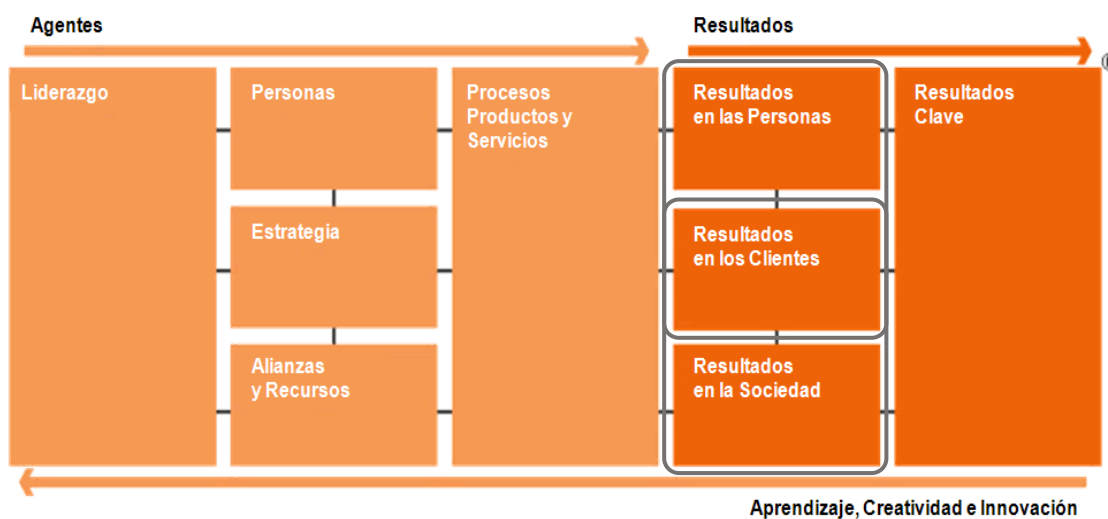 Agentes
Resultados
Liderazgo
Personas
Procesos
Productos y
Servicios
Resultados
en las Personas
Resultados
Clave
Estrategia
Resultados
en los Clientes
Alianzas
y Recursos
Resultados
en la Sociedad
Aprendizaje, Creatividad e Innovación